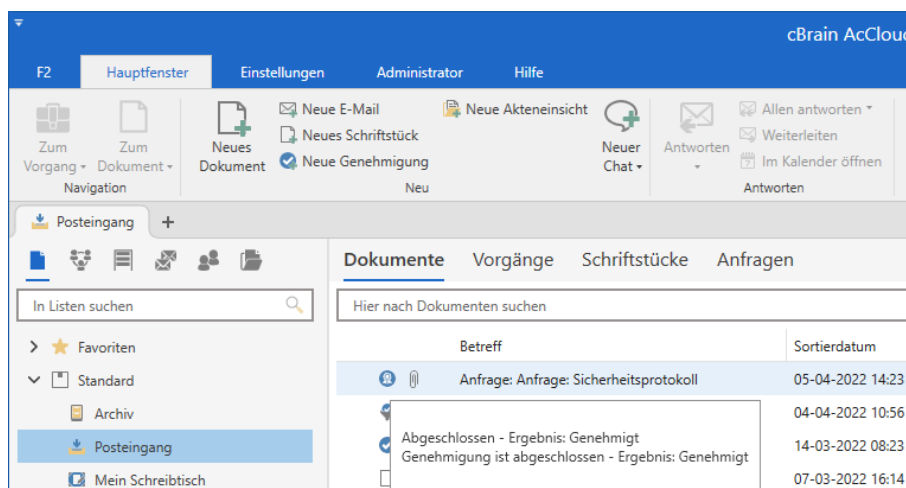 cBrain AcCloud
F2 Hauptfenster Einstellungen Administrator Hilfe
Zum Vorgang
Zum Dokument
Navigation
Neues Dokument
Neue E-Mail
Neues Schriftstück
Neue Genehmigung
Neue Akteneinsicht
Neuer Chat
Neu
Antworten
Allen antworten
Weiterleiten
Im Kalender öffnen
Antworten
Posteingang +
In Listen suchen
Favoriten
Standard
Archiv
Posteingang
Mein Schreibtisch
Dokumente Vorgänge Schriftstücke Anfragen
Hier nach Dokumenten suchen
Betreff Sortierdatum
Anfrage: Anfrage: Sicherheitsprotokoll 05-04-2022 14:23
04-04-2022 10:56
Abgeschlossen - Ergebnis: Genehmigt
14-03-2022 08:23
Genehmigung ist abgeschlossen - Ergebnis: Genehmigt
07-03-2022 16:14